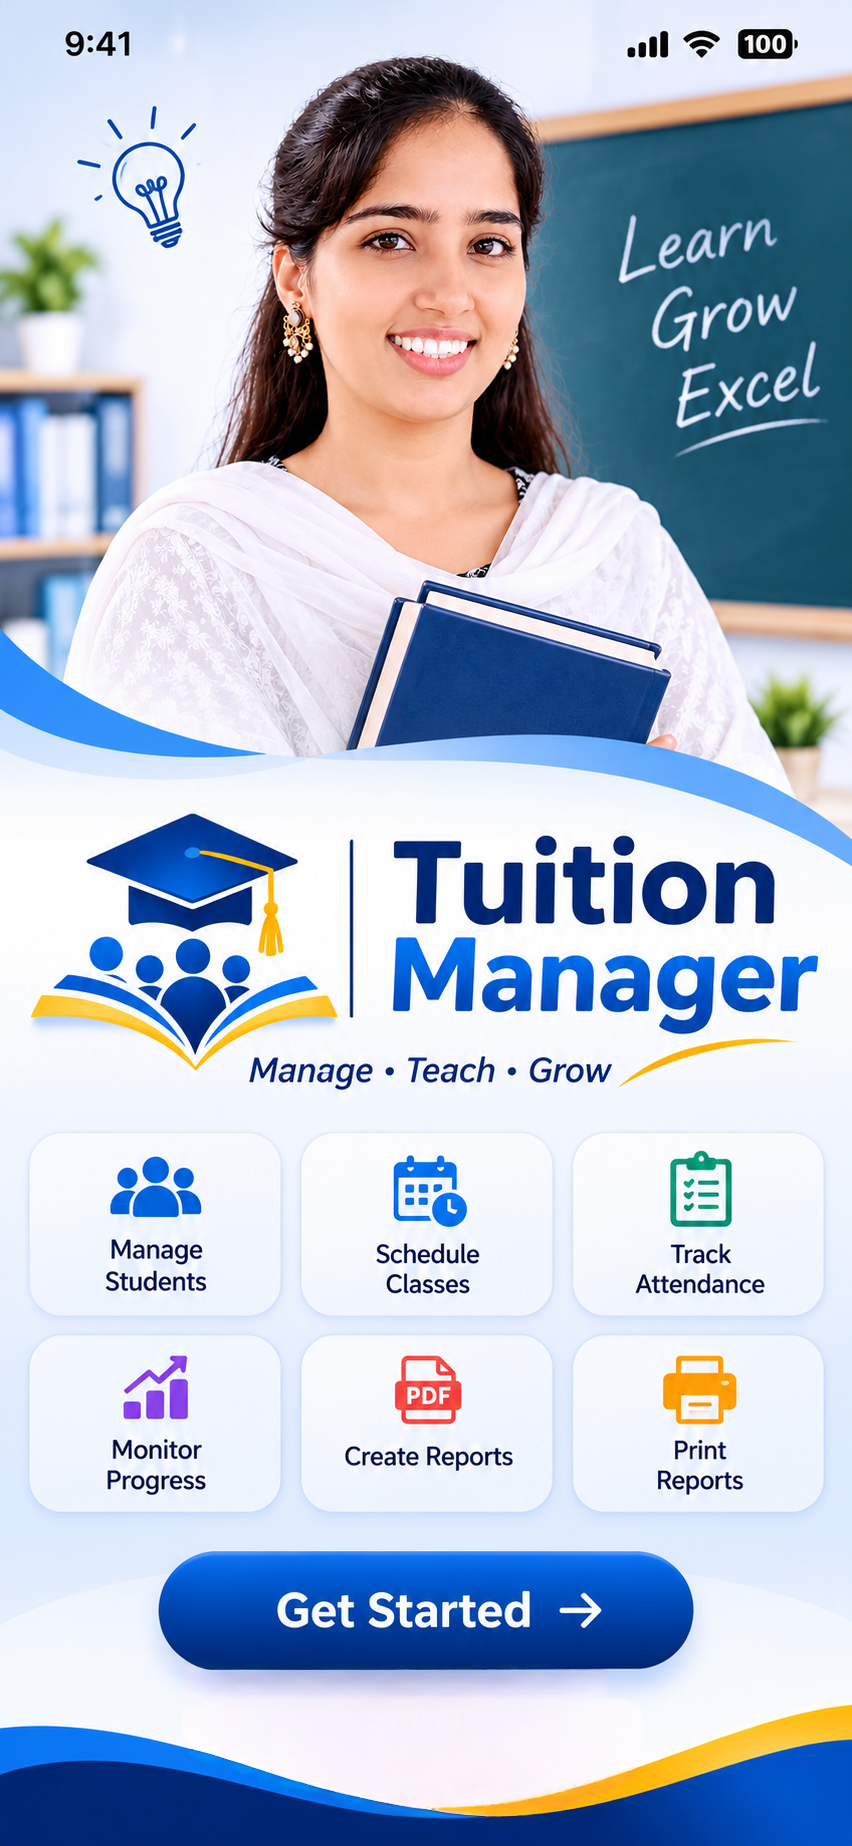 9:41
100
Learn
Grow
Excel
Tuition
Manager
Manage • Teach • Grow
Manage
Students
Schedule
Classes
Track
Attendance
Monitor
Progress
PDF
Create Reports
Print
Reports
Get Started →